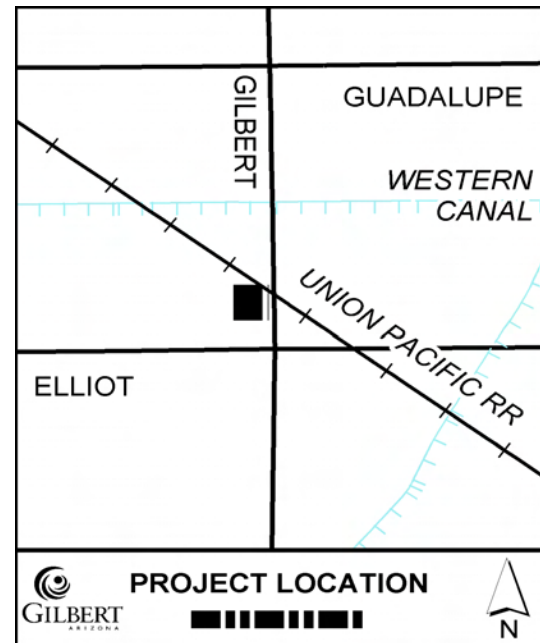 GUADALUPE
GILBERT
WESTERN
CANAL
UNION PACIFIC RR
ELLIOT
PROJECT LOCATION
GILBERT
ARIZONA
N